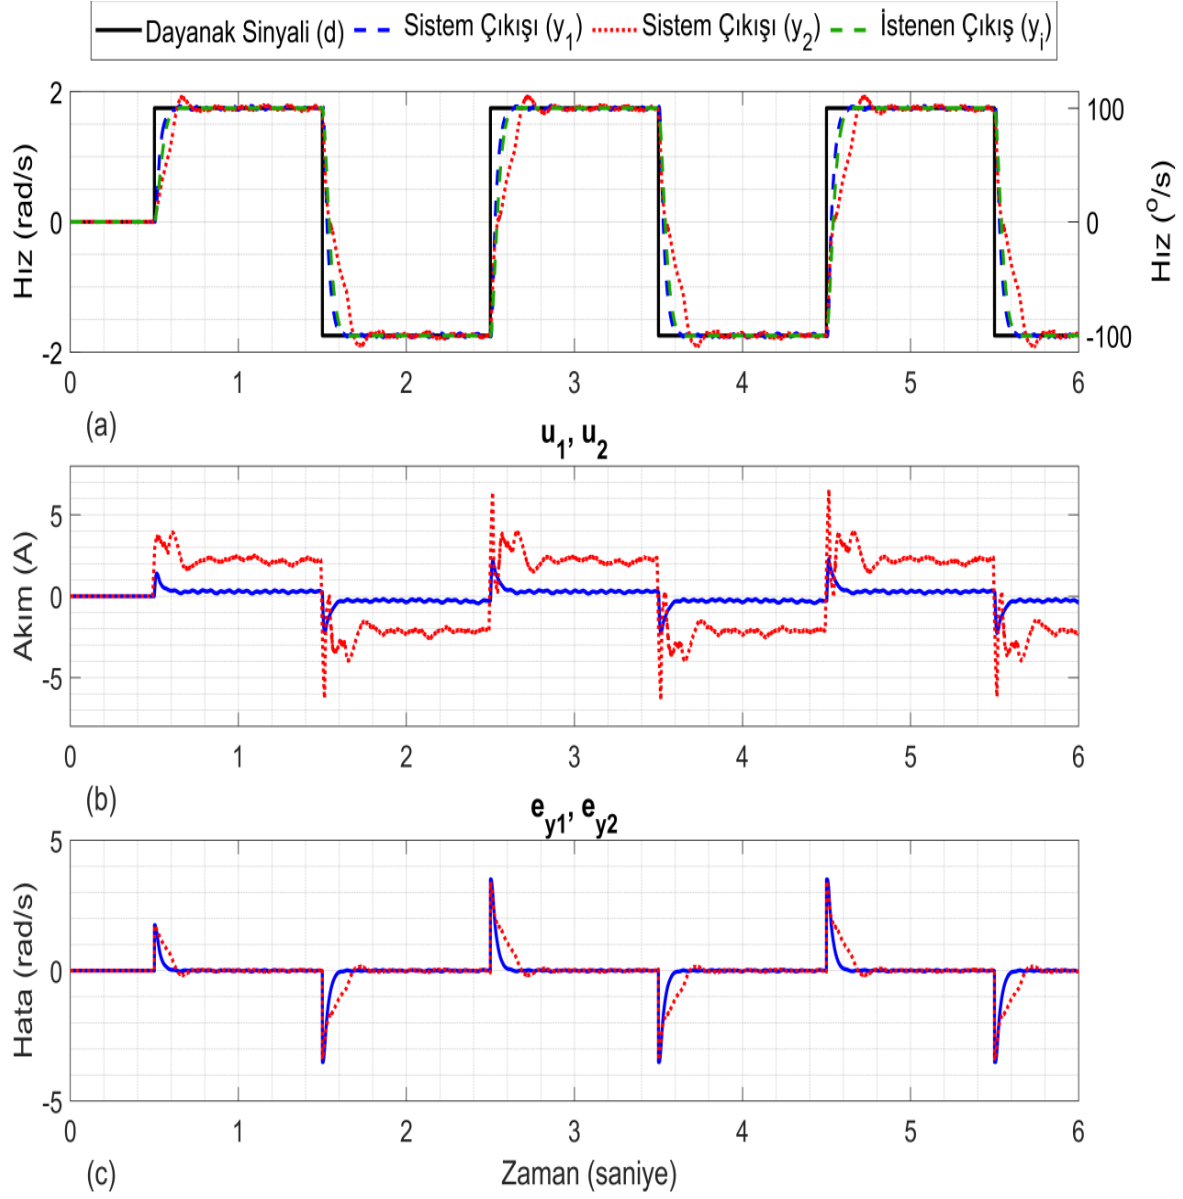 Dayanak Sinyali (d) Sistem Çıkışı (y1) Sistem Çıkışı (y2) İstenen Çıkış (yi)
2
0
-2
Hız (rad/s)
100
0
-100
Hız (o/s)
0 1 2 3 4 5 6
(a)
u1, u2
5
0
-5
Akım (A)
0 1 2 3 4 5 6
(b)
ey1, ey2
5
0
-5
Hata (rad/s)
0 1 2 3 4 5 6
(c)
Zaman (saniye)